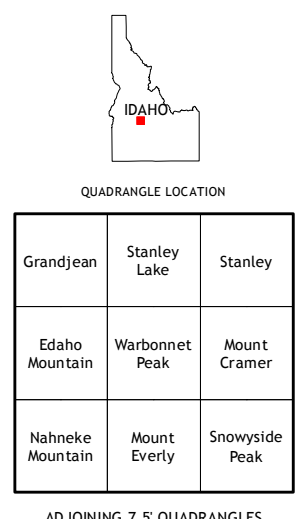 IDAHO
QUADRANGLE LOCATION
Grandjean
Stanley
Lake
Stanley
Edaho
Mountain
Warbonnet
Peak
Mount
Cramer
Nahneke
Mountain
Mount
Everly
Snowyside
Peak
ADJOINING 7.5' QUADRANGLES